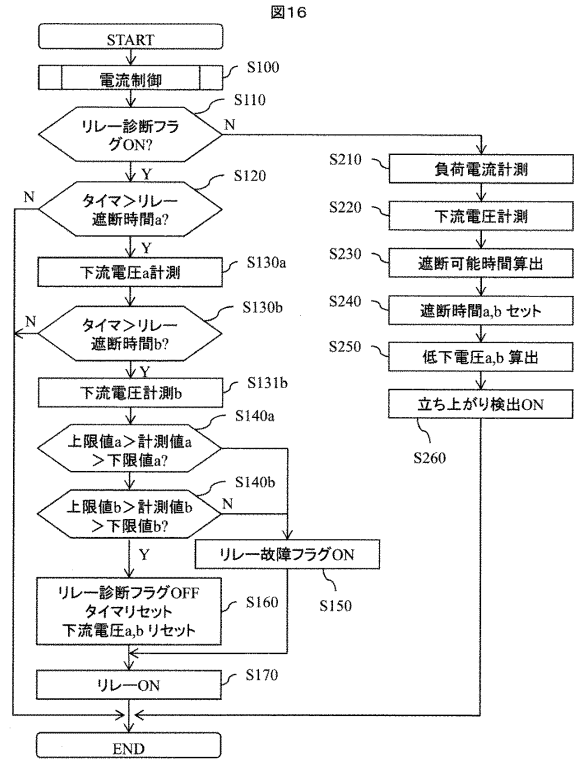 図16
START
電流制御
S100
リレー診断フラ
グON?
S110
N
Y
タイマ＞リレー
遮断時間a?
S120
N
Y
下流電圧a計測
S130a
タイマ＞リレー
遮断時間b?
S130b
N
Y
下流電圧計測b
S131b
上限値a＞計測値a
＞下限値a?
S140a
上限値b＞計測値b
＞下限値b?
S140b
N
Y
リレー故障フラグON
S150
リレー診断フラグOFF
タイマリセット
下流電圧a,bリセット
S160
リレーON
S170
END
S210
負荷電流計測
S220
下流電圧計測
S230
遮断可能時間算出
S240
遮断時間a,bセット
S250
低下電圧a,b算出
立ち上がり検出ON
S260